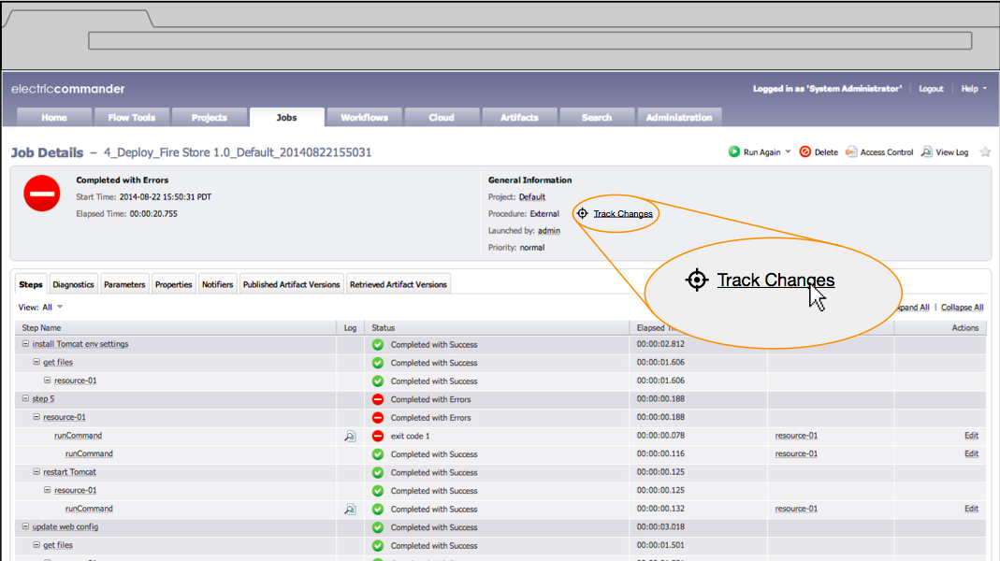 electriccommander
Logged in as 'System Administrator' Logout Help
Home Flow Tools Projects Jobs Workflows Cloud Artifacts Search Administration
Job Details – 4_Deploy_Fire Store 1.0_Default_20140822155031
Run Again Delete Access Control View Log
Completed with Errors
Start Time: 2014-08-22 15:50:31 PDT
Elapsed Time: 00:00:20.755
General Information
Project: Default
Procedure: External Track Changes
Launched by: admin
Priority: normal
Track Changes
Steps Diagnostics Parameters Properties Notifiers Published Artifact Versions Retrieved Artifact Versions
View: All
xpand All | Collapse All
Step Name Log Status Elapsed Actions
install Tomcat env settings Completed with Success 00:00:02.812
get files Completed with Success 00:00:01.606
resource-01 Completed with Success 00:00:01.606
step 5 Completed with Errors 00:00:00.188
resource-01 Completed with Errors 00:00:00.188
runCommand exit code 1 00:00:00.078 resource-01 Edit
runCommand Completed with Success 00:00:00.116 resource-01 Edit
restart Tomcat Completed with Success 00:00:00.125
resource-01 Completed with Success 00:00:00.125
runCommand Completed with Success 00:00:00.132 resource-01 Edit
update web config Completed with Success 00:00:03.018
get files Completed with Success 00:00:01.501